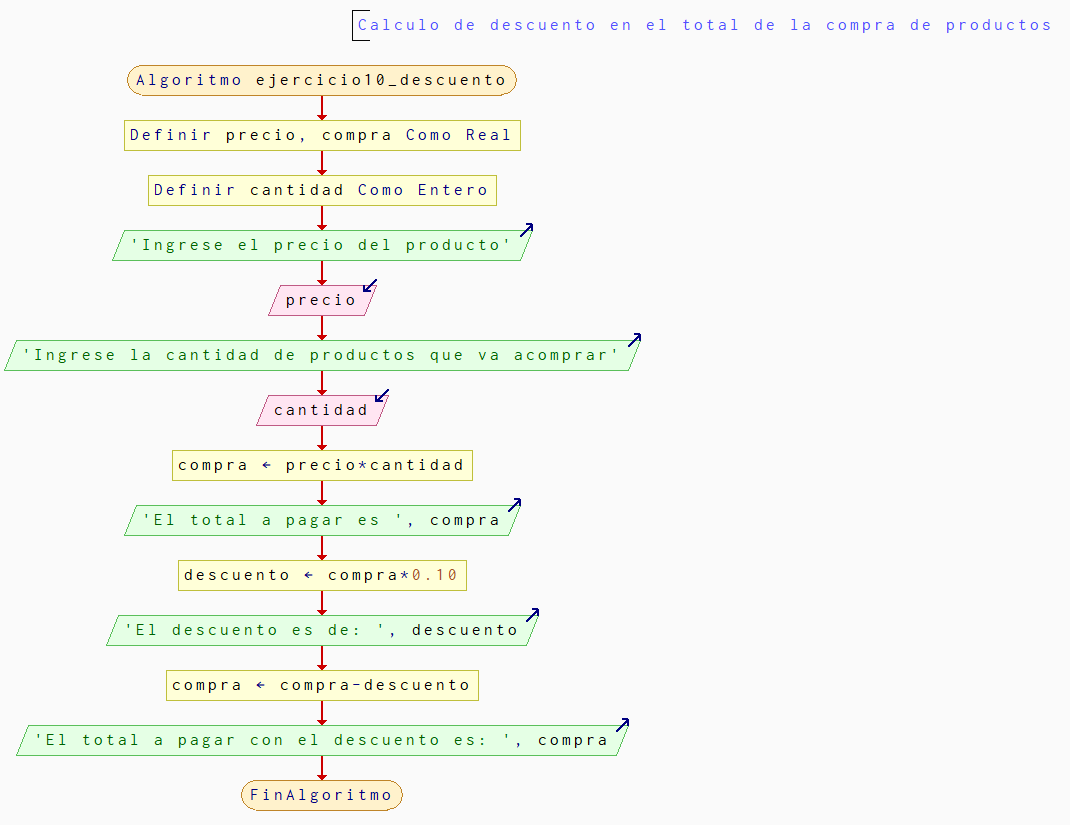 Calculo de descuento en el total de la compra de productos
Algoritmo ejercicio10_descuento
Definir precio, compra Como Real
Definir cantidad Como Entero
'Ingrese el precio del producto'
precio
'Ingrese la cantidad de productos que va acomprar'
cantidad
compra ← precio*cantidad
'El total a pagar es ', compra
descuento ← compra*0.10
'El descuento es de: ', descuento
compra ← compra-descuento
'El total a pagar con el descuento es: ', compra
FinAlgoritmo